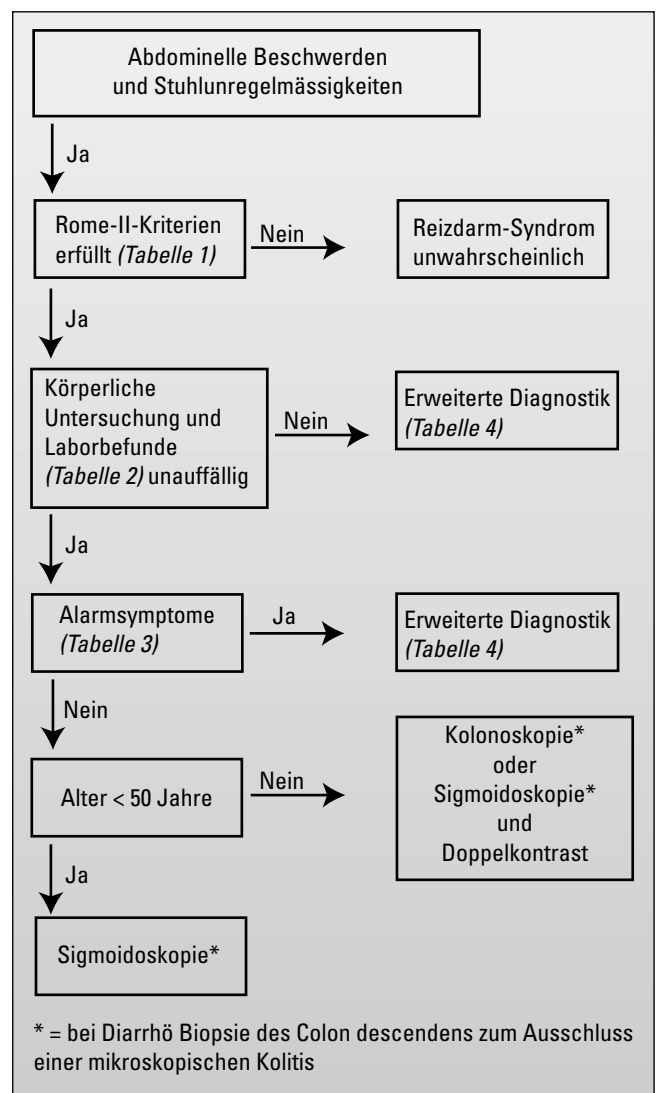 Abdominelle Beschwerden
und Stuhlunregelmässigkeiten
Ja
Rome-II-Kriterien
erfüllt (Tabelle 1)
Nein
Reizdarm-Syndrom
unwahrscheinlich
Ja
Körperliche
Untersuchung und
Laborbefunde
(Tabelle 2) unauffällig
Nein
Erweiterte Diagnostik
(Tabelle 4)
Ja
Alarmsymptome
(Tabelle 3)
Ja
Erweiterte Diagnostik
(Tabelle 4)
Nein
Alter < 50 Jahre
Nein
Kolonoskopie*
oder
Sigmoidoskopie*
und
Doppelkontrast
Ja
Sigmoidoskopie*
* = bei Diarrhö Biopsie des Colon descendens zum Ausschluss
einer mikroskopischen Kolitis